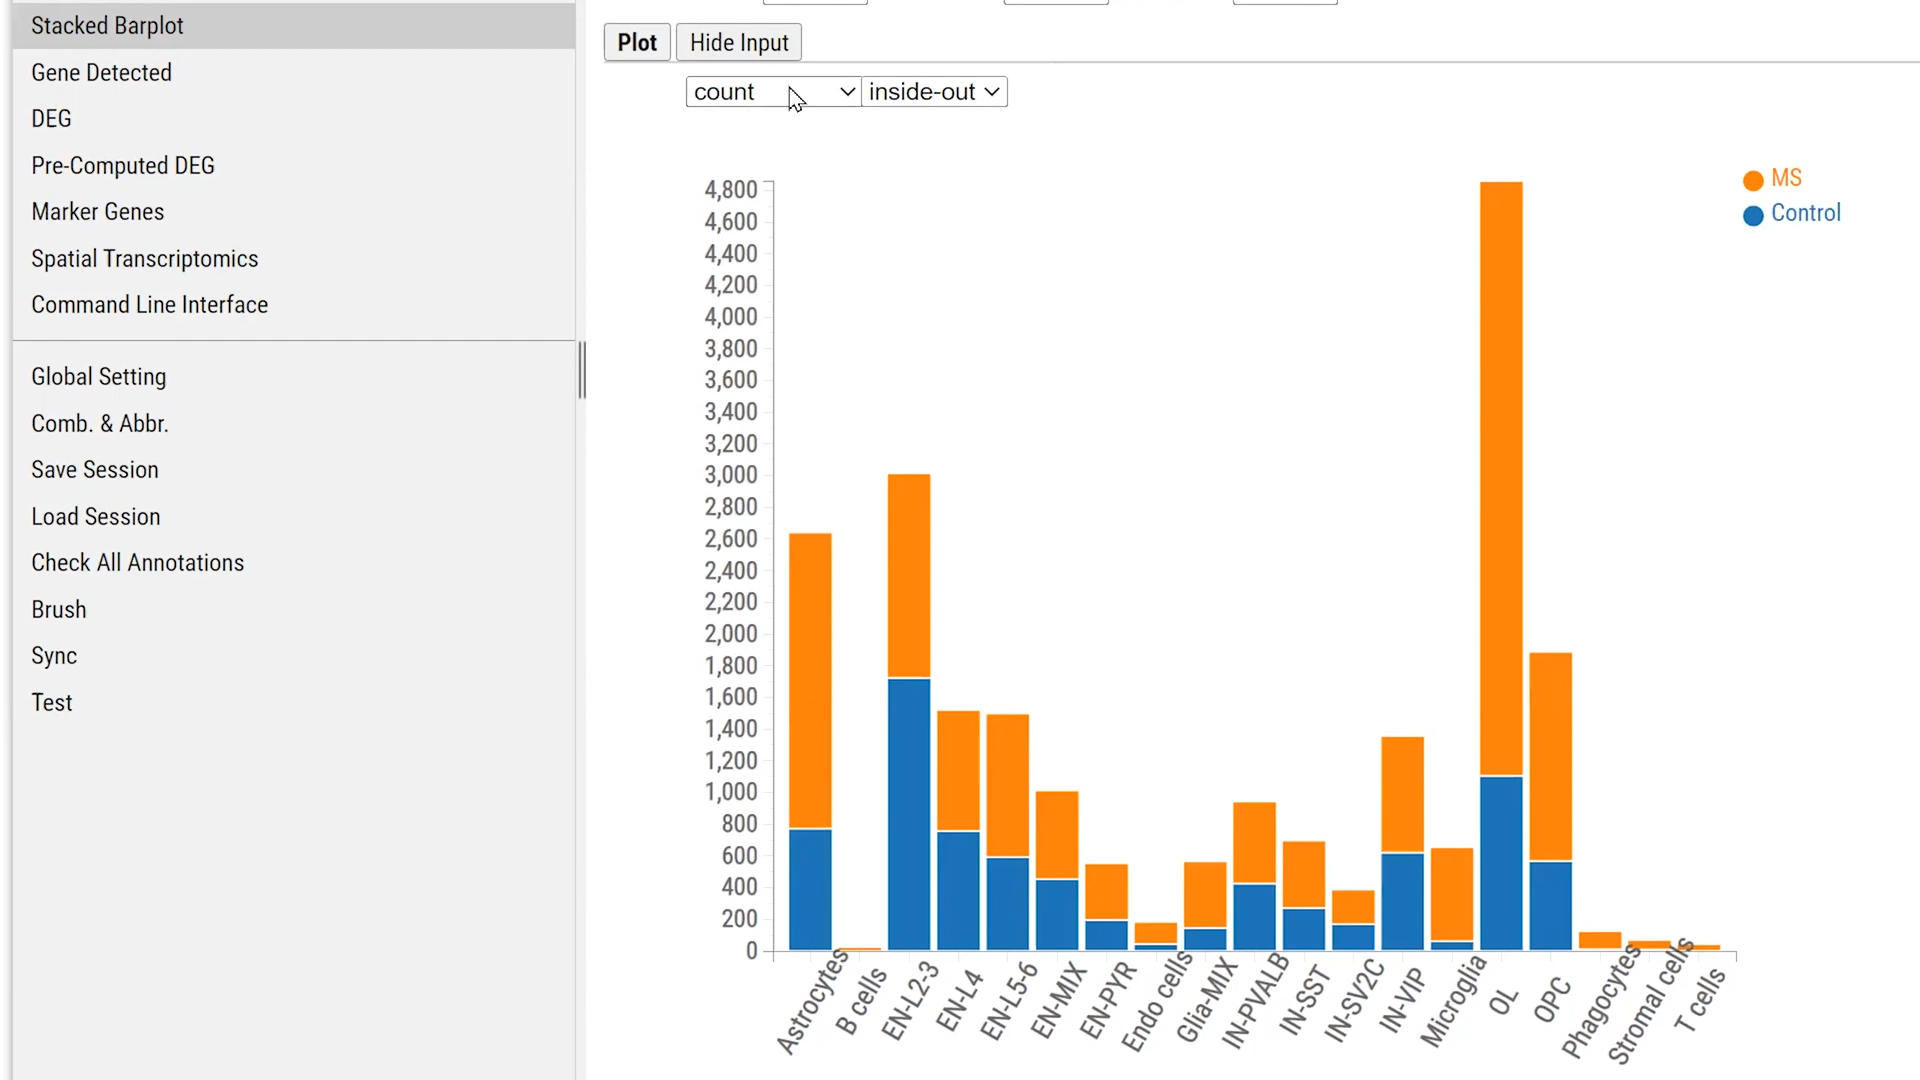 Stacked Barplot
Gene Detected
DEG
Pre-Computed DEG
Marker Genes
Spatial Transcriptomics
Command Line Interface
Global Setting
Comb. & Abbr.
Save Session
Load Session
Check All Annotations
Brush
Sync
Test
Plot Hide Input
count inside-out
MS
Control
4,800
4,600
4,400
4,200
4,000
3,800
3,600
3,400
3,200
3,000
2,800
2,600
2,400
2,200
2,000
1,800
1,600
1,400
1,200
1,000
800
600
400
200
0
Astrocytes
B cells
EN-L2-3
EN-L4
EN-L5-6
EN-MIX
EN-PYR
Endo cells
Glia-MIX
IN-PVALB
IN-SST
IN-SV2C
IN-VIP
Microglia
OL
OPC
Phagocytes
Stromal cells
T cells